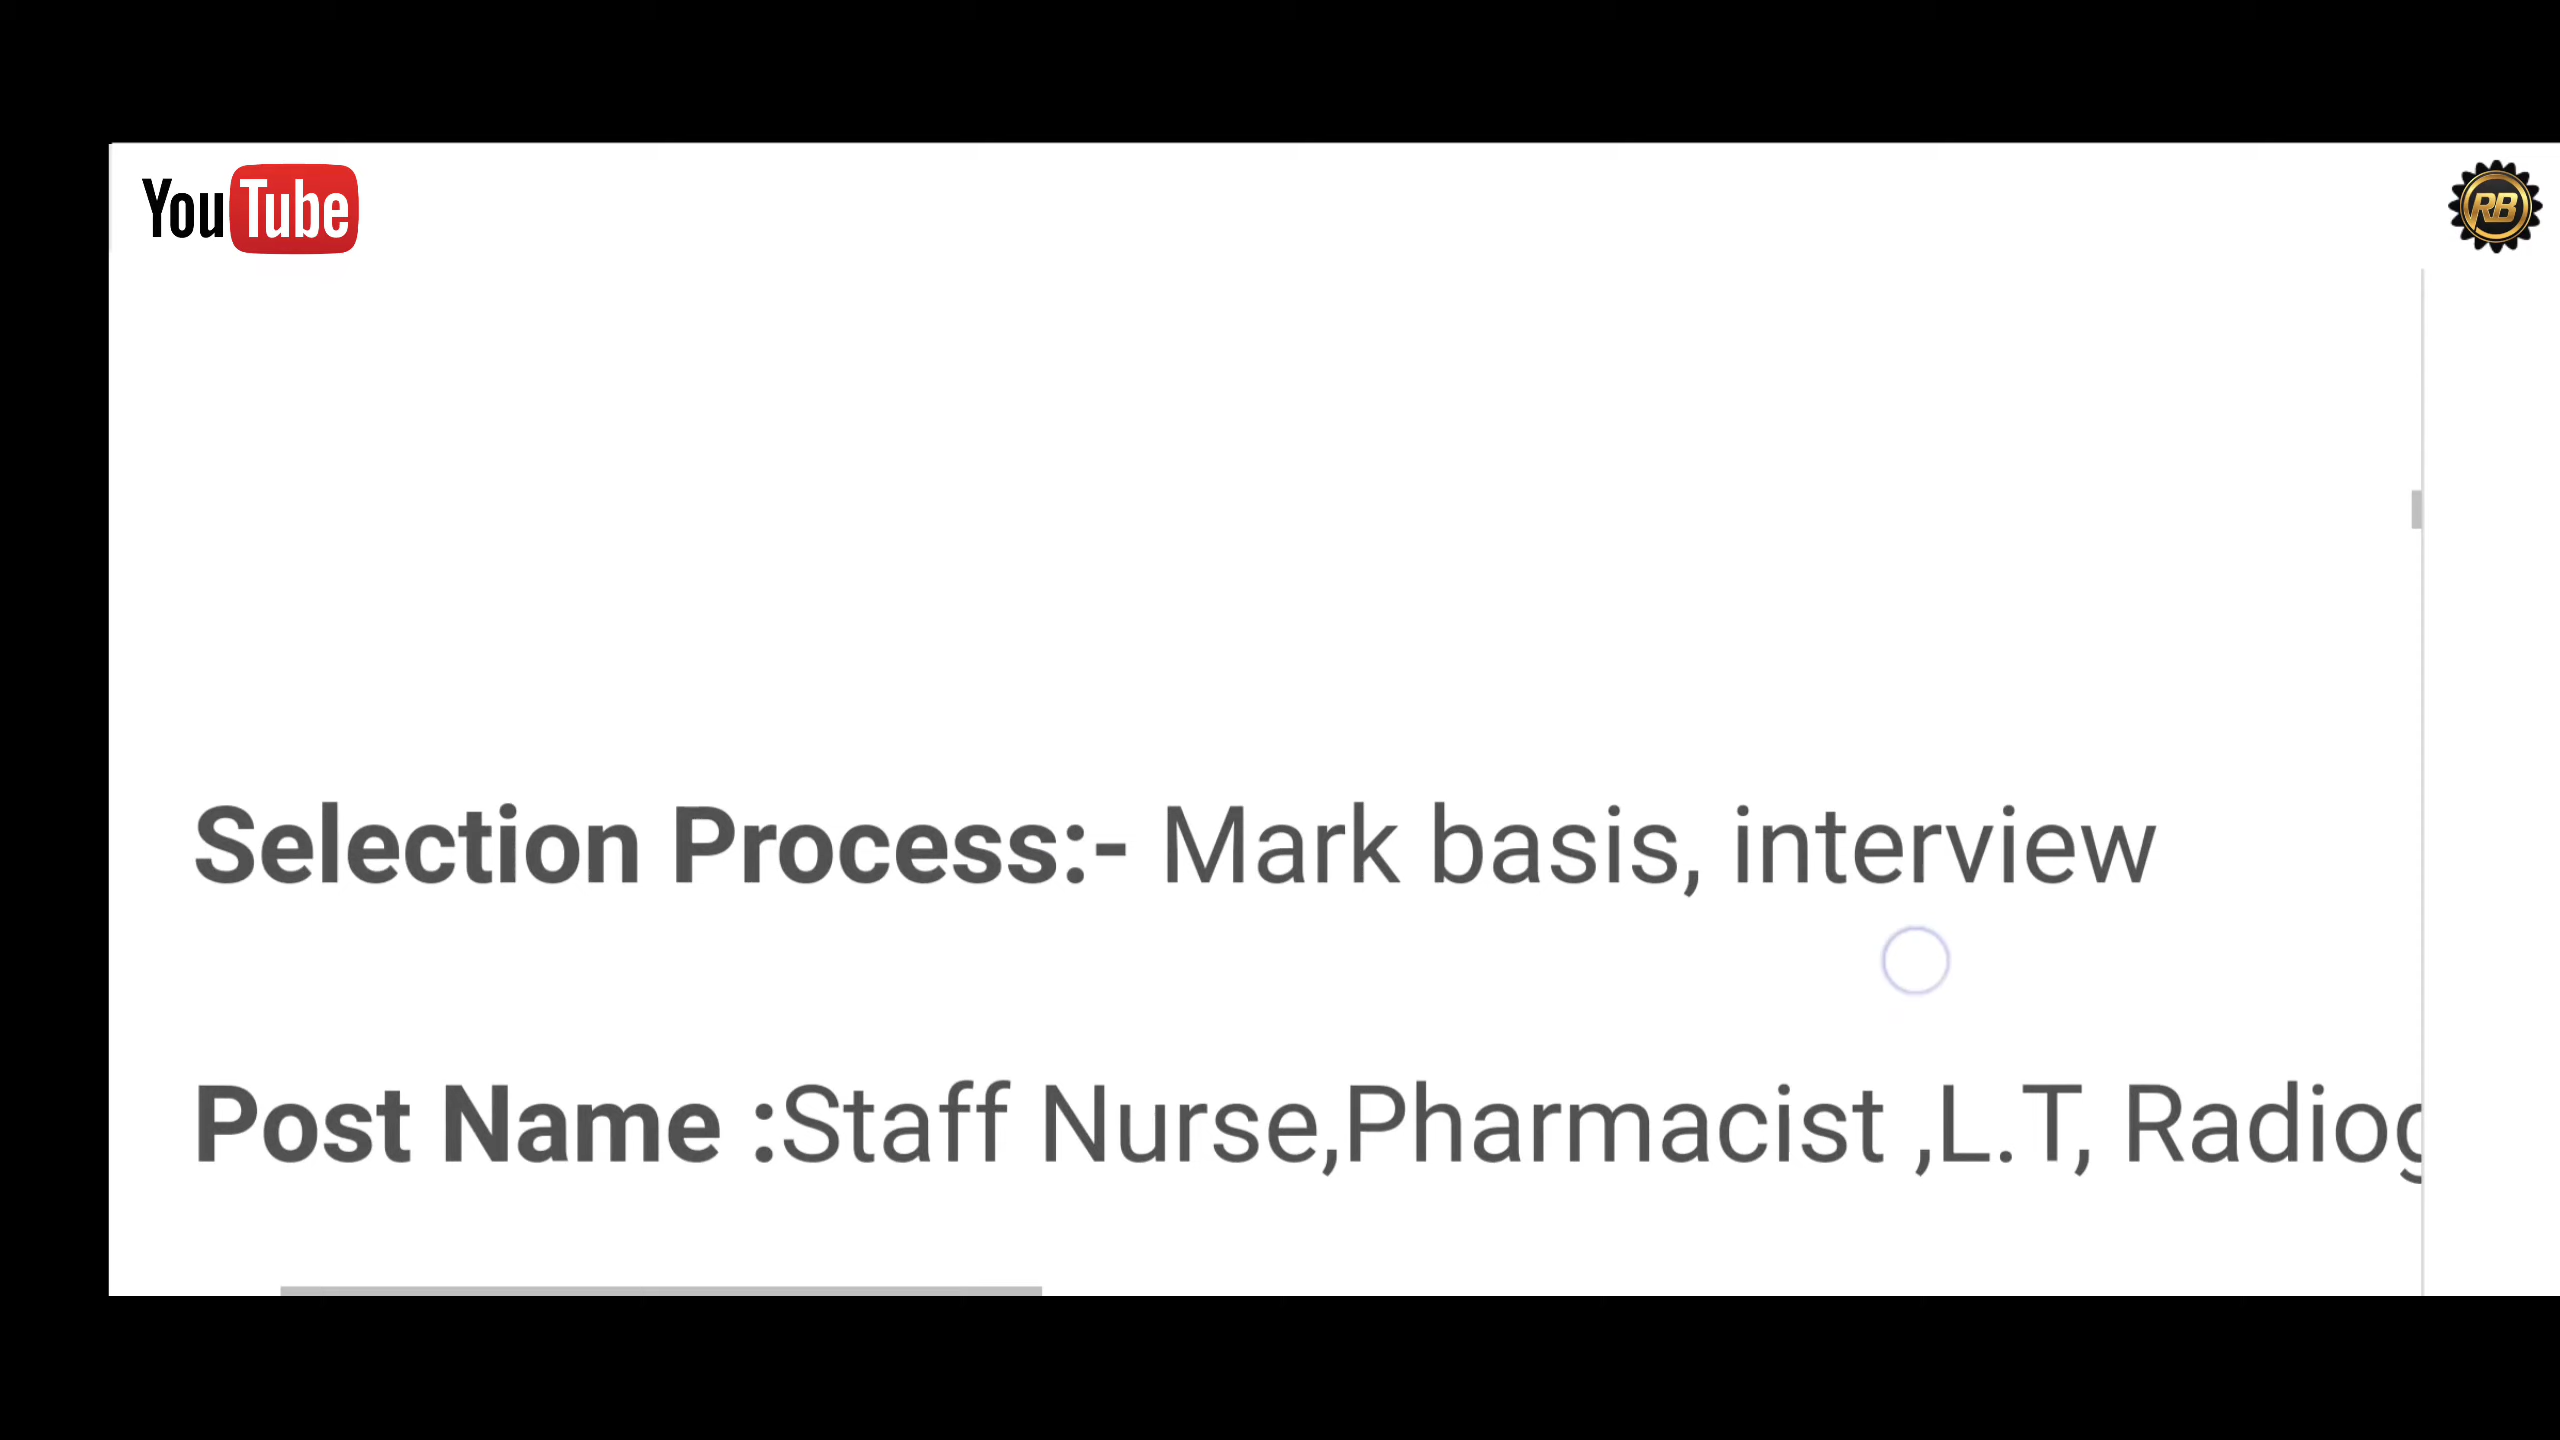 YouTube
RB
Selection Process:- Mark basis, interview
Post Name :Staff Nurse,Pharmacist ,L.T,